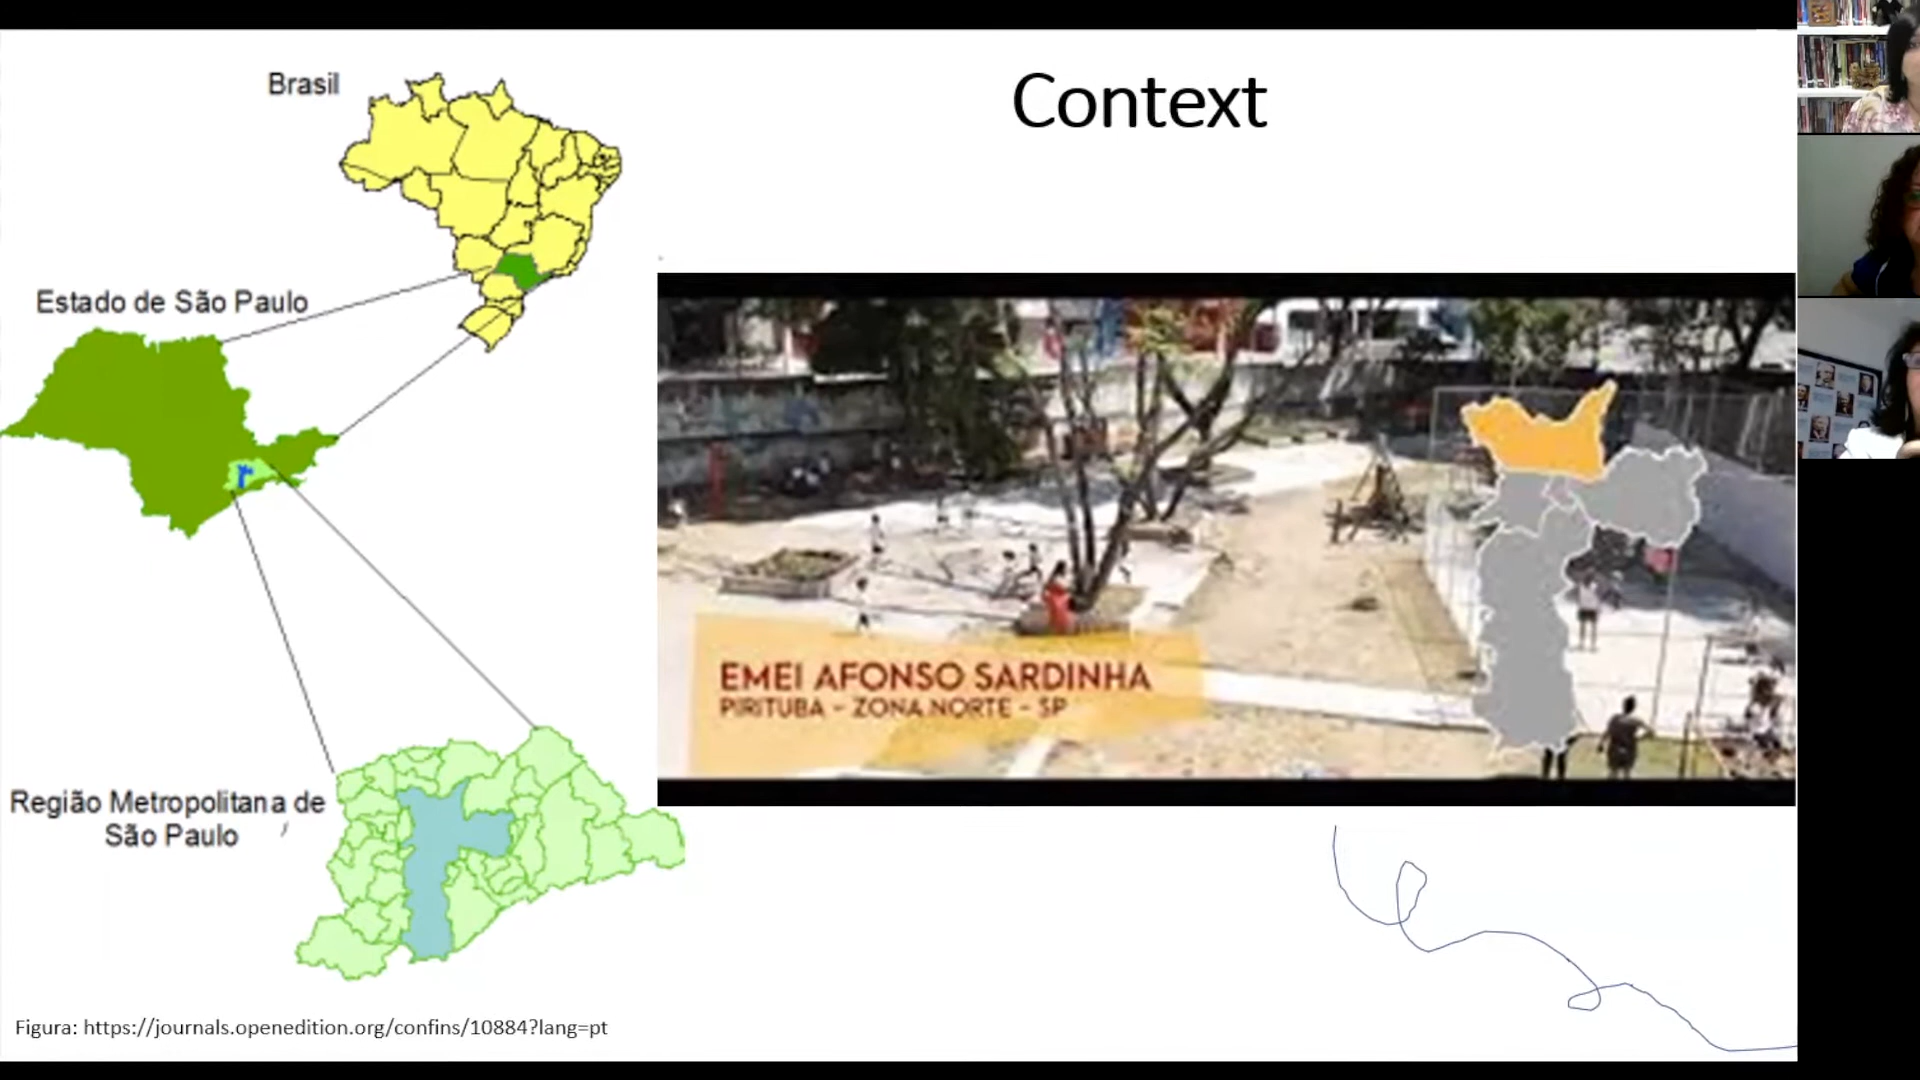 Brasil
Context
Estado de São Paulo
EMEI AFONSO SARDINHA
PIRITUBA - ZONA NORTE - SP
Região Metropolitana de
São Paulo
Figura: https://journals.openedition.org/confins/10884?lang=pt